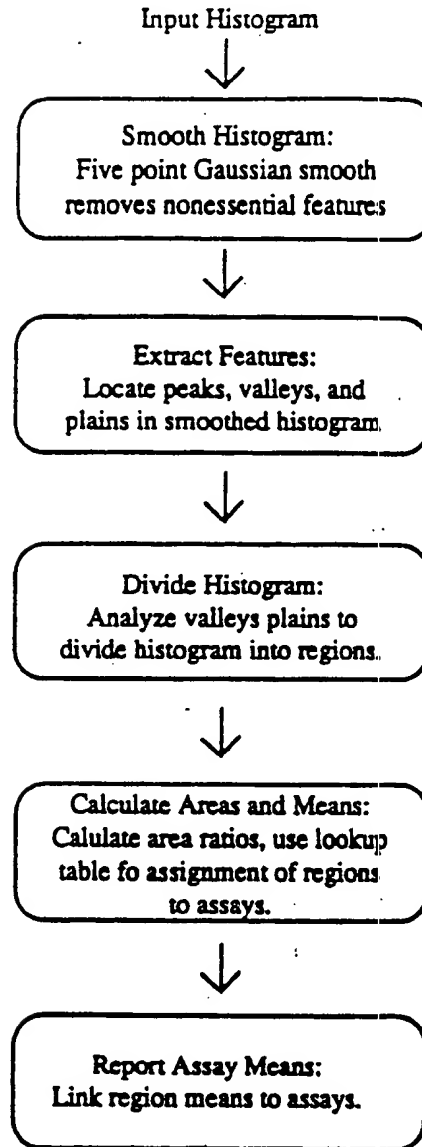 Input Histogram
Smooth Histogram:
Five point Gaussian smooth
removes nonessential features
Extract Features:
Locate peaks, valleys, and
plains in smoothed histogram.
Divide Histogram:
Analyze valleys plains to
divide histogram into regions.
Calculate Areas and Means:
Calulate area ratios, use lookup
table fo assignment of regions
to assays.
Report Assay Means:
Link region means to assays.